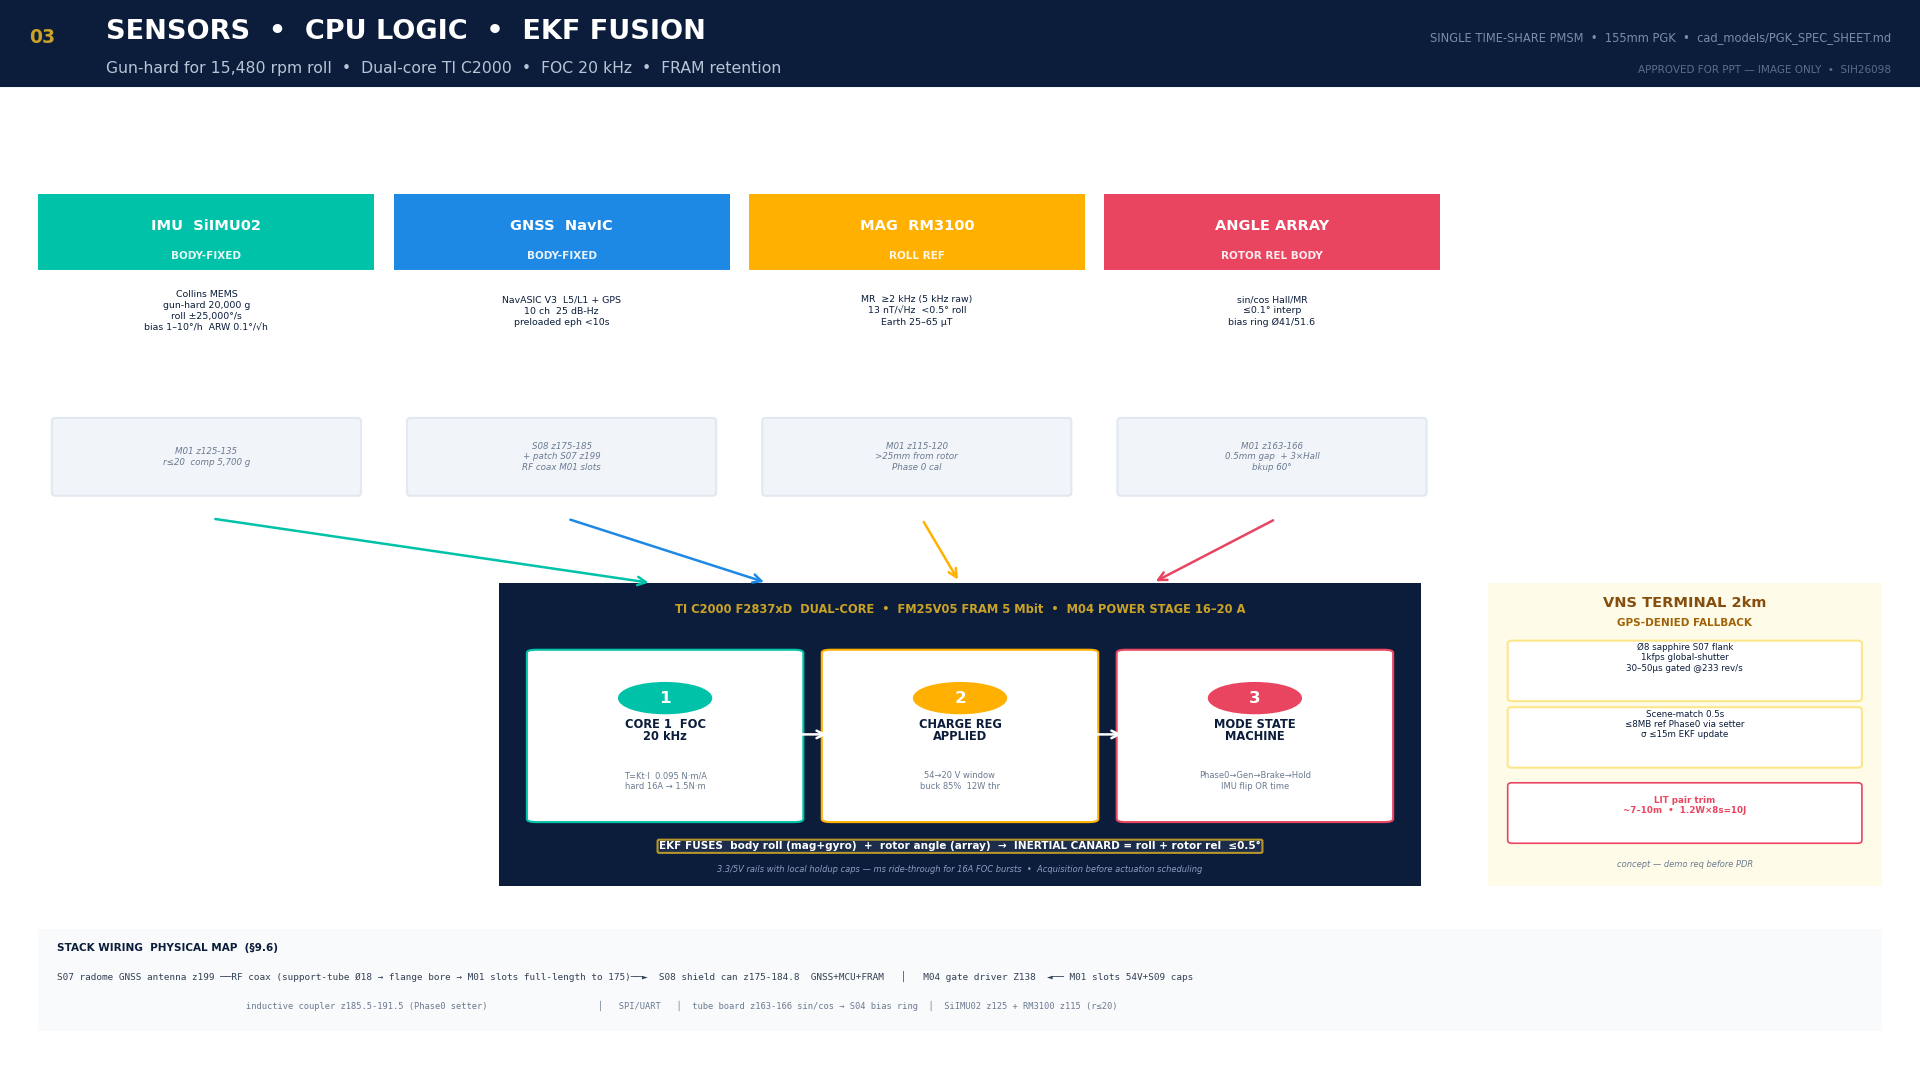 03
SENSORS • CPU LOGIC • EKF FUSION
Gun-hard for 15,480 rpm roll • Dual-core TI C2000 • FOC 20 kHz • FRAM retention
SINGLE TIME-SHARE PMSM • 155mm PGK • cad_models/PGK_SPEC_SHEET.md
APPROVED FOR PPT — IMAGE ONLY • SIH26098
IMU SiIMU02
BODY-FIXED
Collins MEMS
gun-hard 20,000 g
roll ±25,000°/s
bias 1–10°/h ARW 0.1°/√h
M01 z125-135
r≤20 comp 5,700 g
GNSS NavIC
BODY-FIXED
NavASIC V3 L5/L1 + GPS
10 ch 25 dB-Hz
preloaded eph <10s
S08 z175-185
+ patch S07 z199
RF coax M01 slots
MAG RM3100
ROLL REF
MR ≥2 kHz (5 kHz raw)
13 nT/√Hz <0.5° roll
Earth 25–65 µT
M01 z115-120
>25mm from rotor
Phase 0 cal
ANGLE ARRAY
ROTOR REL BODY
sin/cos Hall/MR
≤0.1° interp
bias ring Ø41/51.6
M01 z163-166
0.5mm gap + 3×Hall
bkup 60°
TI C2000 F2837xD DUAL-CORE • FM25V05 FRAM 5 Mbit • M04 POWER STAGE 16–20 A
1
CORE 1 FOC
20 kHz
T=Kt·I 0.095 N·m/A
hard 16A → 1.5N·m
2
CHARGE REG
APPLIED
54→20 V window
buck 85% 12W thr
3
MODE STATE
MACHINE
Phase0→Gen→Brake→Hold
IMU flip OR time
EKF FUSES body roll (mag+gyro) + rotor angle (array) → INERTIAL CANARD = roll + rotor rel ≤0.5°
3.3/5V rails with local holdup caps — ms ride-through for 16A FOC bursts • Acquisition before actuation scheduling
VNS TERMINAL 2km
GPS-DENIED FALLBACK
Ø8 sapphire S07 flank
1kfps global-shutter
30–50µs gated @233 rev/s
Scene-match 0.5s
≤8MB ref Phase0 via setter
σ ≤15m EKF update
LIT pair trim
~7–10m • 1.2W×8s=10J
concept — demo req before PDR
STACK WIRING PHYSICAL MAP (§9.6)
S07 radome GNSS antenna z199 ──RF coax (support-tube Ø18 → flange bore → M01 slots full-length to 175)──► S08 shield can z175-184.8 GNSS+MCU+FRAM │ M04 gate driver Z138 ◄── M01 slots 54V+S09 caps
inductive coupler z185.5-191.5 (Phase0 setter) │ SPI/UART │ tube board z163-166 sin/cos → S04 bias ring │ SiIMU02 z125 + RM3100 z115 (r≤20)